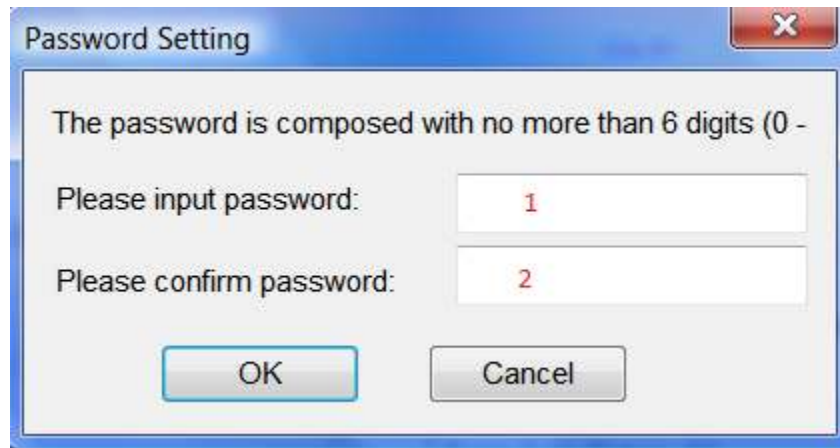 Password Setting
The password is composed with no more than 6 digits (0 -
Please input password: 1
Please confirm password: 2
OK Cancel